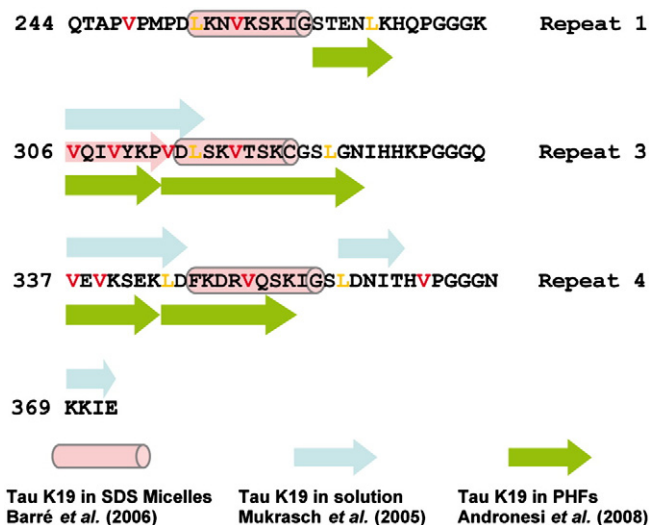 244 QTAPVPMPDLKNVKSKIGSTENLKHQPGGGK Repeat 1
306 VQIVYKPVDLSKVTSKCGSLGNIHHKPGGGQ Repeat 3
337 VEVKSEKLDFKDRVQSKIGSLDNITHVPGGGN Repeat 4
369 KKIE
Tau K19 in SDS Micelles Tau K19 in solution Tau K19 in PHFs
Barré et al. (2006) Mukrasch et al. (2005) Andronesi et al. (2008)